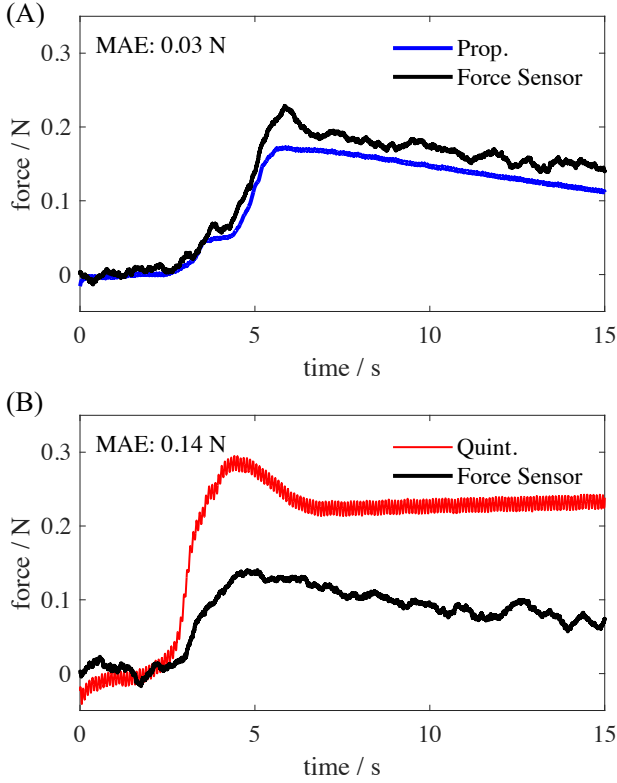 (A)
MAE: 0.03 N
Prop.
Force Sensor
0.3
0.2
0.1
0
force / N
0
5
10
15
time / s
(B)
MAE: 0.14 N
Quint.
Force Sensor
0.3
0.2
0.1
0
force / N
0
5
10
15
time / s